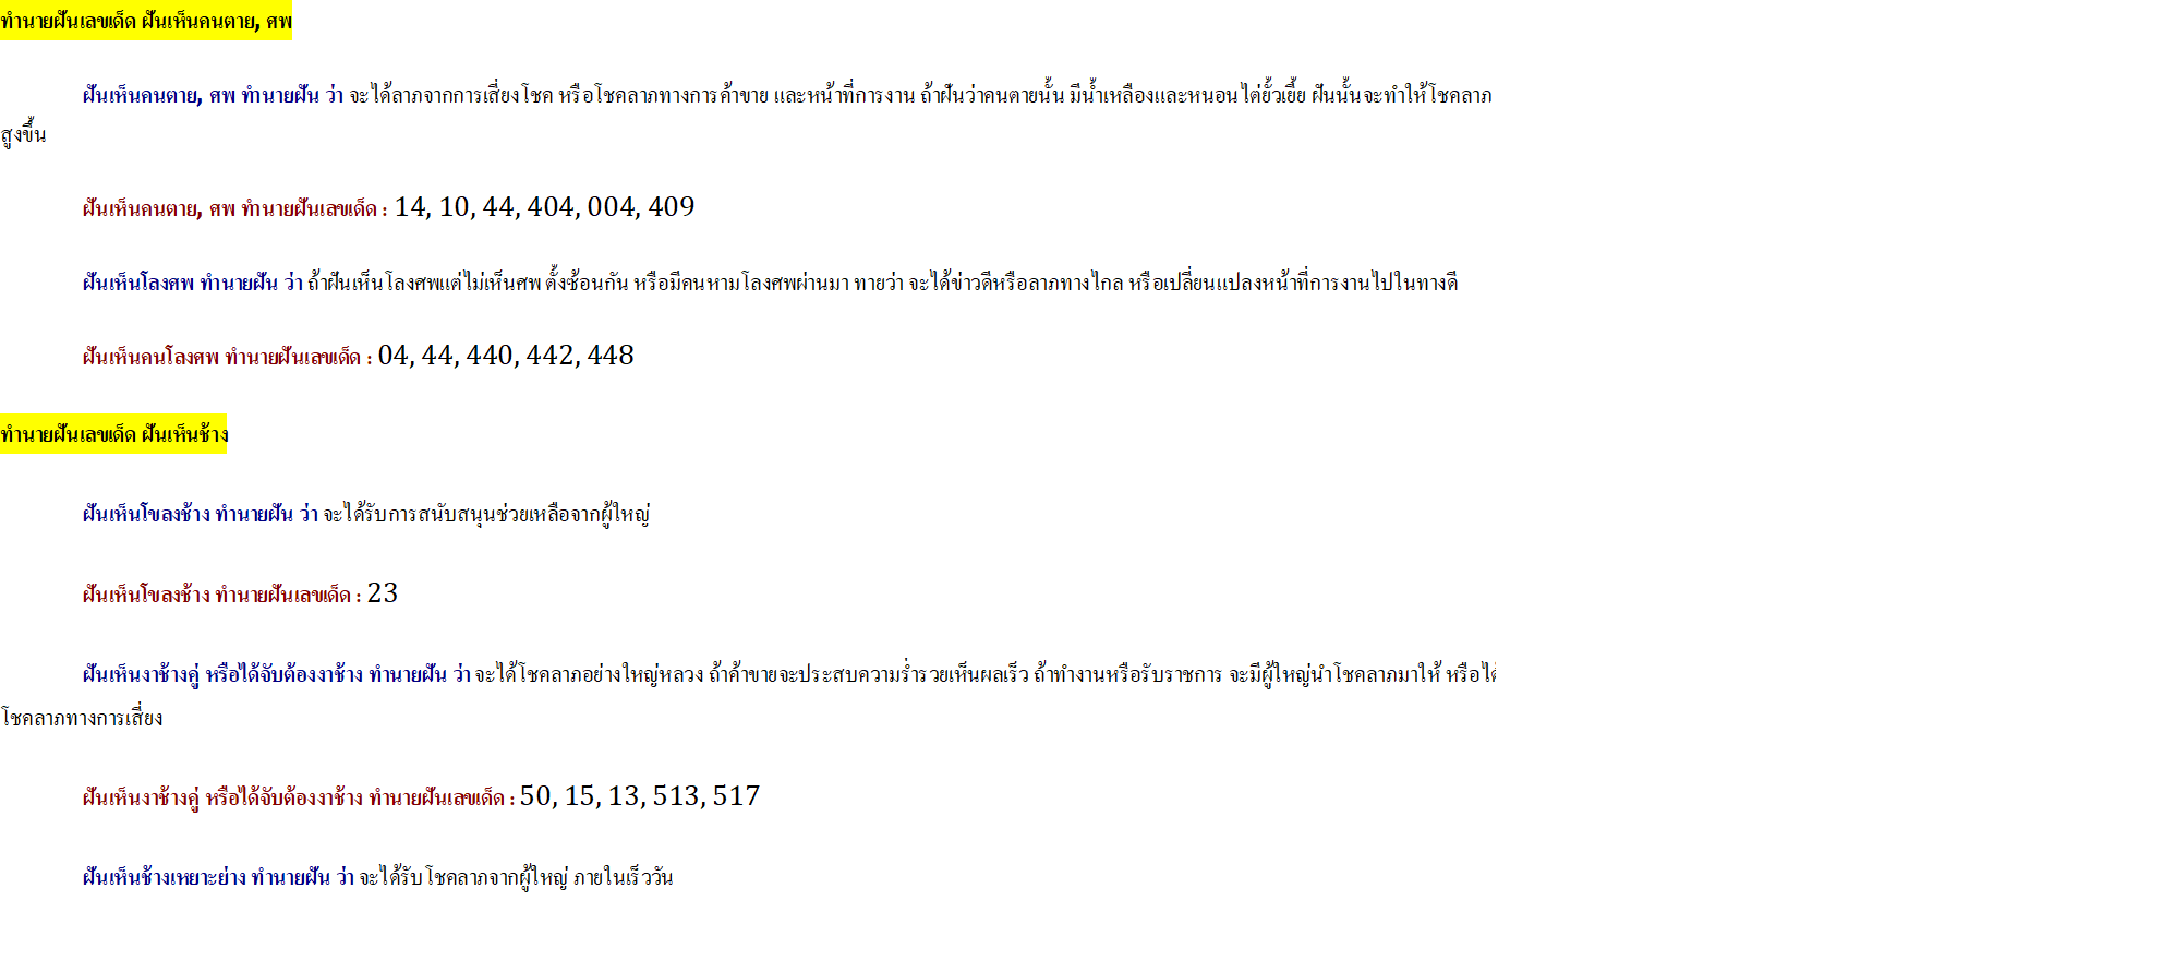 ทำนายฝันเลขเด็ด ฝันเห็นคนตาย, ศพ
ฝันเห็นคนตาย, ศพ ทำนายฝัน ว่า จะได้ลาภจากการเสี่ยงโชค หรือโชคลาภทางการค้าขาย และหน้าที่การงาน ถ้าฝันว่าคนตายนั้น มีน้ำเหลืองและหนอน ไต่ยั้วเยี้ย ฝันนั้นจะทำให้โชคลาภ
สูงขึ้น
ฝันเห็นคนตาย, ศพ ทำนายฝันเลขเด็ด : 14, 10, 44, 404, 004, 409
ฝันเห็นโลงศพ ทำนายฝัน ว่า ถ้าฝันเห็นโลงศพแต่ไม่เห็นศพ ตั้งซ้อนกัน หรือมีคนหามโลงศพผ่านมา ทายว่า จะได้ข่าวดีหรือลาภทางไกล หรือเปลี่ยนแปลงหน้าที่การงานไปในทางดี
ฝันเห็นคนโลงศพ ทำนายฝันเลขเด็ด : 04, 44, 440, 442, 448
ทำนายฝันเลขเด็ด ฝันเห็นช้าง
ฝันเห็นโขลงช้าง ทำนายฝัน ว่า จะได้รับการสนับสนุนช่วยเหลือจากผู้ใหญ่
ฝันเห็นโขลงช้าง ทำนายฝันเลขเด็ด : 23
ฝันเห็นงาช้างคู่ หรือได้จับต้องงาช้าง ทำนายฝัน ว่า จะได้โชคลาภอย่างใหญ่หลวง ถ้าค้าขายจะประสบความร่ำรวยเห็นผลเร็ว ถ้าทำงานหรือรับราชการ จะมีผู้ใหญ่นำโชคลาภมาให้ หรือได้
โชคลาภทางการเสี่ยง
ฝันเห็นงาช้างคู่ หรือได้จับต้องงาช้าง ทำนายฝันเลขเด็ด : 50, 15, 13, 513, 517
ฝันเห็นช้างเหยาะย่าง ทำนายฝัน ว่า จะได้รับโชคลาภจากผู้ใหญ่ ภายในเร็ววัน